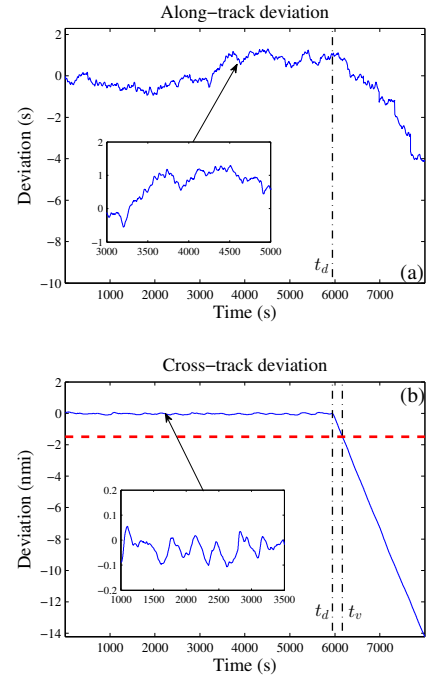 Along−track deviation
Deviation (s)
2
0
−2
−4
−6
−8
−10
2
1
0
−1
3000 3500 4000 4500 5000
t_d
(a)
1000 2000 3000 4000 5000 6000 7000
Time (s)
Cross−track deviation
Deviation (nmi)
2
0
−2
−4
−6
−8
−10
−12
−14
(b)
0.2
0.1
0
−0.1
−0.2
1000 1500 2000 2500 3000 3500
t_d t_v
1000 2000 3000 4000 5000 6000 7000
Time (s)